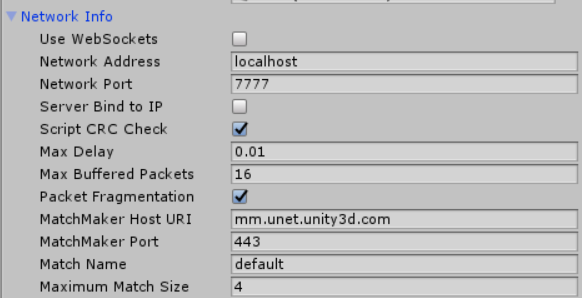 Network Info
Use WebSockets
Network Address localhost
Network Port 7777
Server Bind to IP
Script CRC Check
Max Delay 0.01
Max Buffered Packets 16
Packet Fragmentation
MatchMaker Host URI mm.unet.unity3d.com
MatchMaker Port 443
Match Name default
Maximum Match Size 4